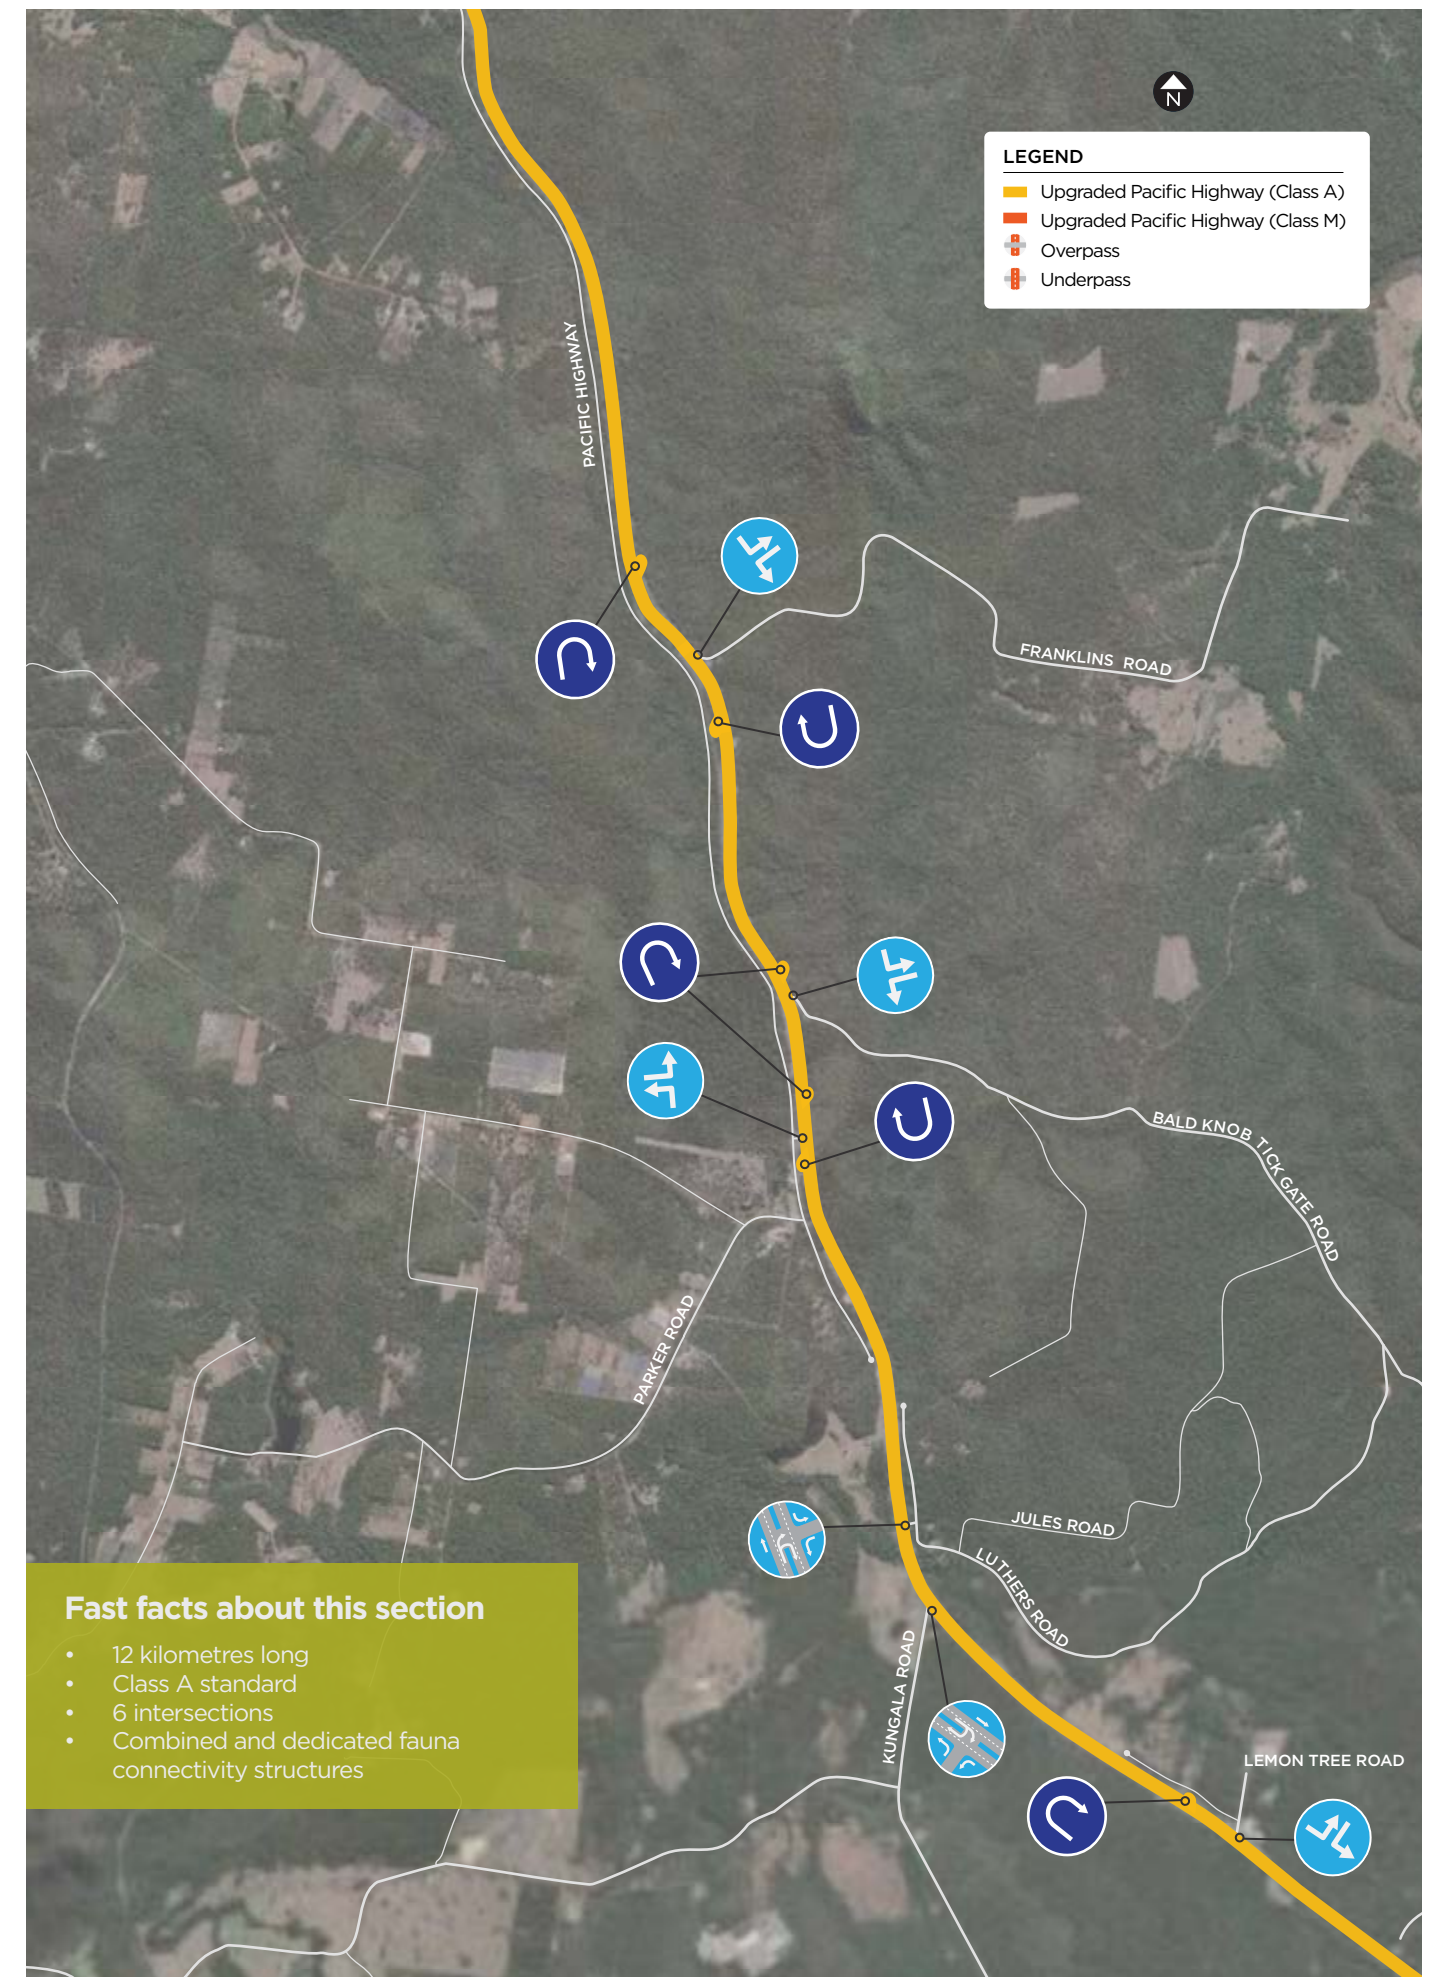 N
LEGEND
Upgraded Pacific Highway (Class A)
Upgraded Pacific Highway (Class M)
Overpass
Underpass
PACIFIC HIGHWAY
FRANKLINS ROAD
BALD KNOB TICK GATE ROAD
PARKER ROAD
JULES ROAD
LUTHERS ROAD
KUNGALA ROAD
LEMON TREE ROAD
Fast facts about this section
• 12 kilometres long
• Class A standard
• 6 intersections
• Combined and dedicated fauna
connectivity structures